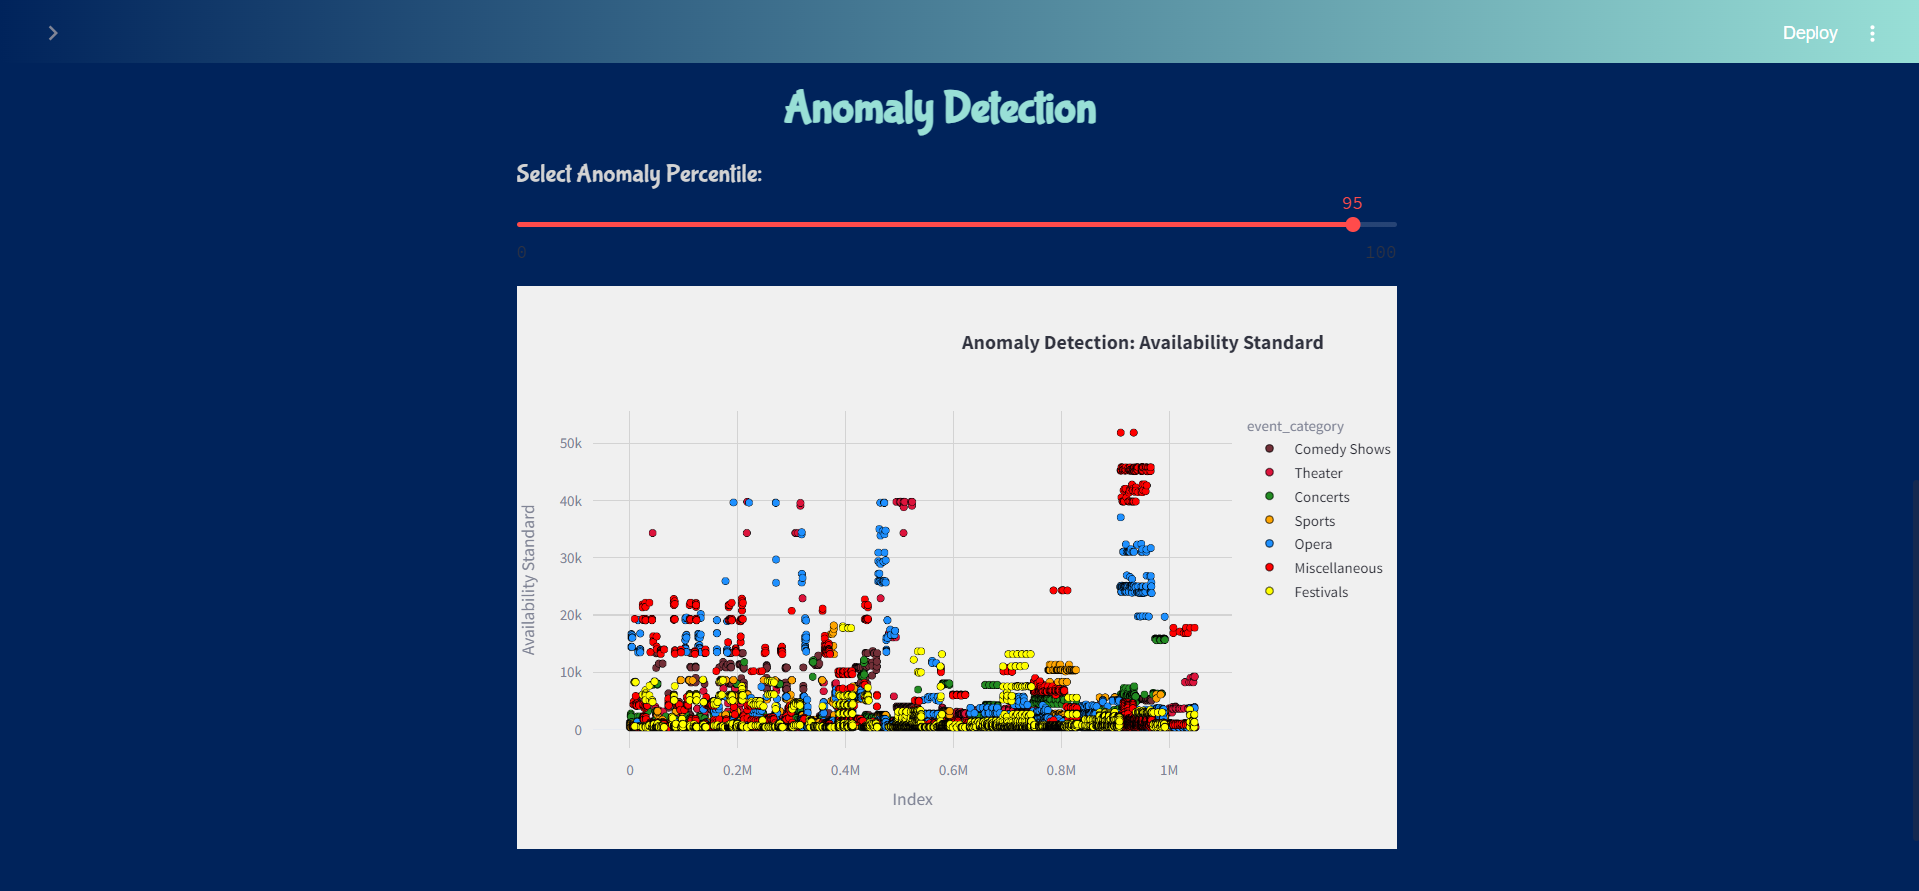 Deploy
Anomaly Detection
Select Anomaly Percentile:
95
0 100
Anomaly Detection: Availability Standard
event_category
Comedy Shows
Theater
Concerts
Sports
Opera
Miscellaneous
Festivals
Availability Standard
50k
40k
30k
20k
10k
0
0 0.2M 0.4M 0.6M 0.8M 1M
Index